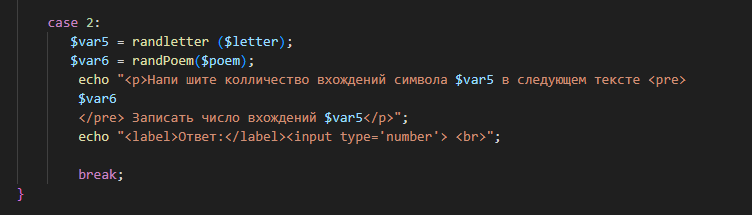 case 2:
$var5 = randletter ($letter);
$var6 = randPoem($poem);
echo "<p>Напи шите колличество вхождений символа $var5 в следующем тексте <pre>
$var6
</pre> Записать число вхождений $var5</p>";
echo "<label>Ответ:</label><input type='number'> <br>";
break;
}